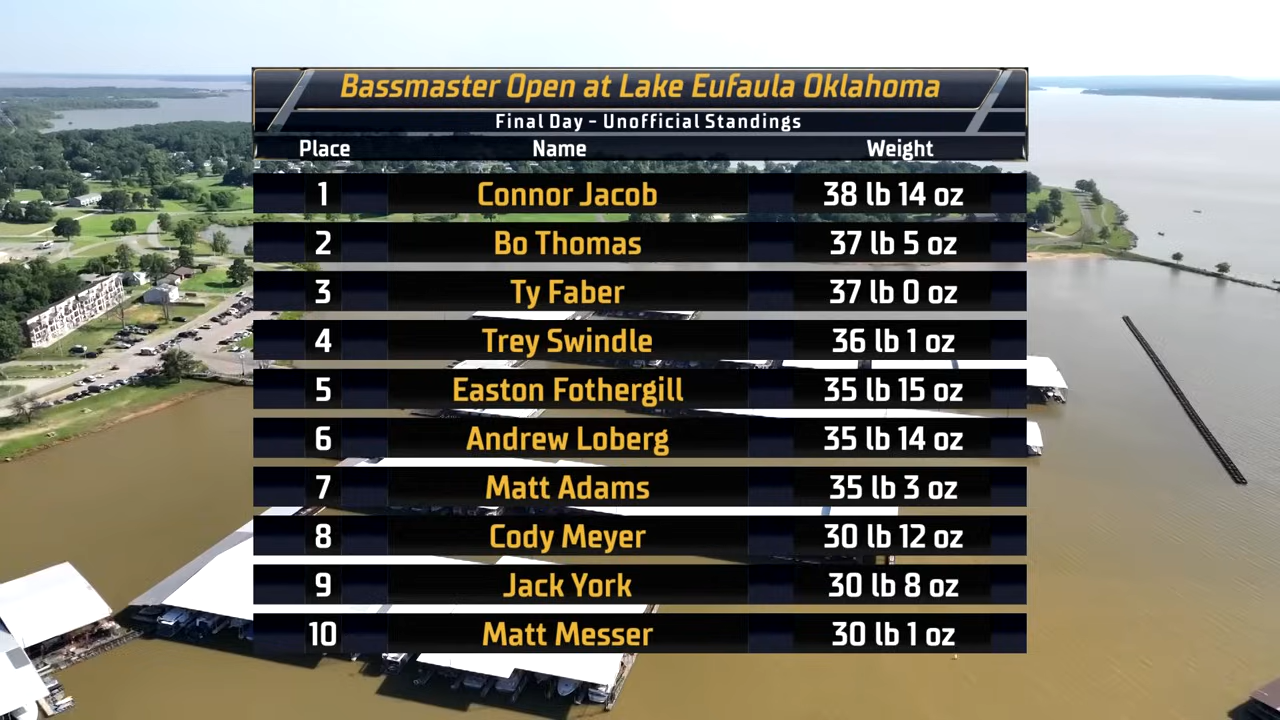 Bassmaster Open at Lake Eufaula Oklahoma
Final Day - Unofficial Standings
Place Name Weight
1 Connor Jacob 38 lb 14 oz
2 Bo Thomas 37 lb 5 oz
3 Ty Faber 37 lb 0 oz
4 Trey Swindle 36 lb 1 oz
5 Easton Fothergill 35 lb 15 oz
6 Andrew Loberg 35 lb 14 oz
7 Matt Adams 35 lb 3 oz
8 Cody Meyer 30 lb 12 oz
9 Jack York 30 lb 8 oz
10 Matt Messer 30 lb 1 oz